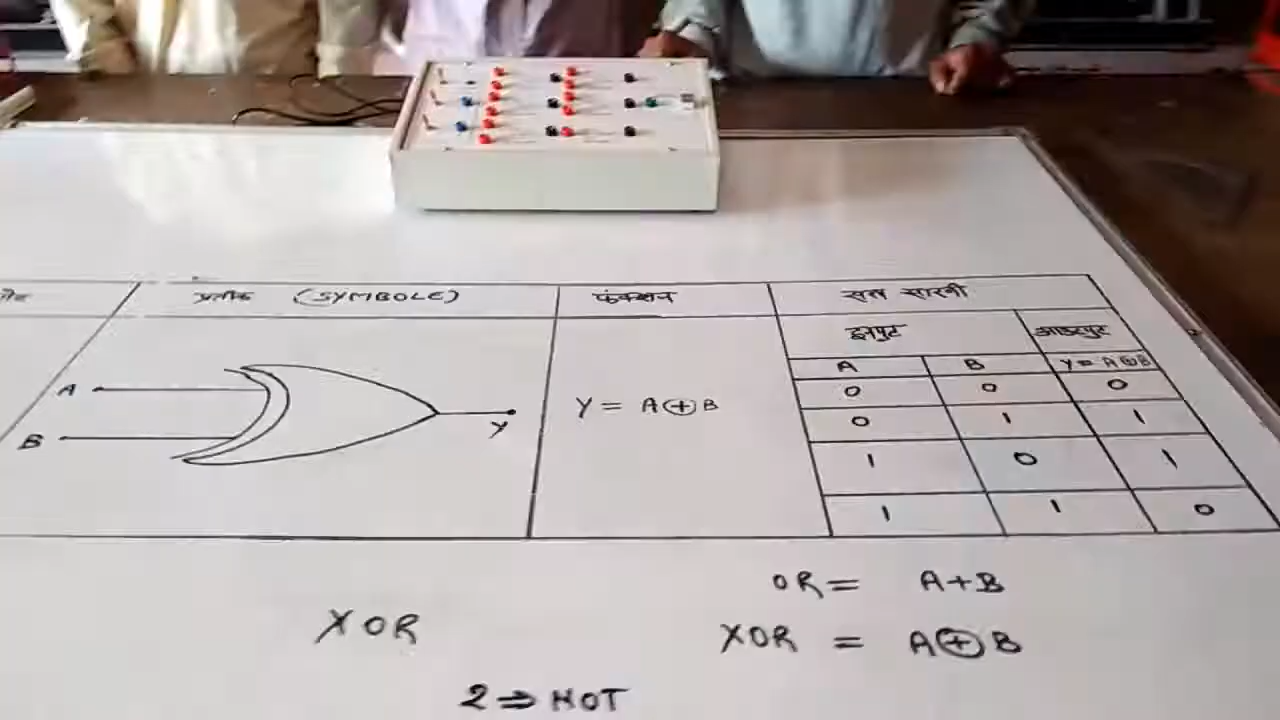 प्रतीक (SYMBOLE) फंक्शन सत्य सारणी
इनपुट आउटपुट
A B Y = A⊕B
0 0 0
0 1 1
1 0 1
1 1 0
A
B
Y
Y = A⊕B
OR = A+B
XOR
XOR = A⊕B
2 ⇒ NOT